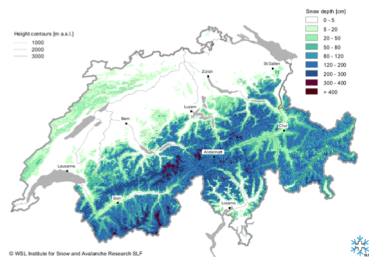 Snow depth [cm]
0 - 5
5 - 20
20 - 50
50 - 80
80 - 120
120 - 200
200 - 300
300 - 400
> 400
Height contours [m a.s.l.]
1000
2000
3000
Zürich
St.Gallen
Luzern
Bern
Chur
Andermatt
Lausanne
Sion
Lugano
© WSL Institute for Snow and Avalanche Research SLF